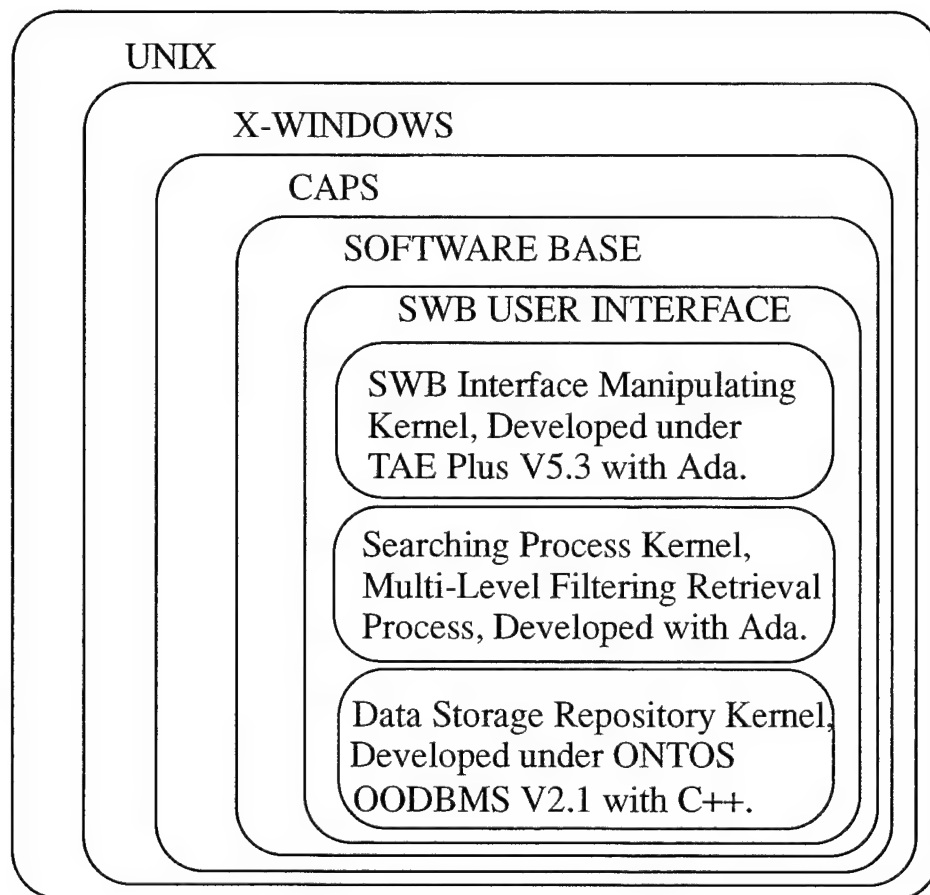 UNIX
X-WINDOWS
CAPS
SOFTWARE BASE
SWB USER INTERFACE
SWB Interface Manipulating
Kernel, Developed under
TAE Plus V5.3 with Ada.
Searching Process Kernel,
Multi-Level Filtering Retrieval
Process, Developed with Ada.
Data Storage Repository Kernel,
Developed under ONTOS
OODBMS V2.1 with C++.